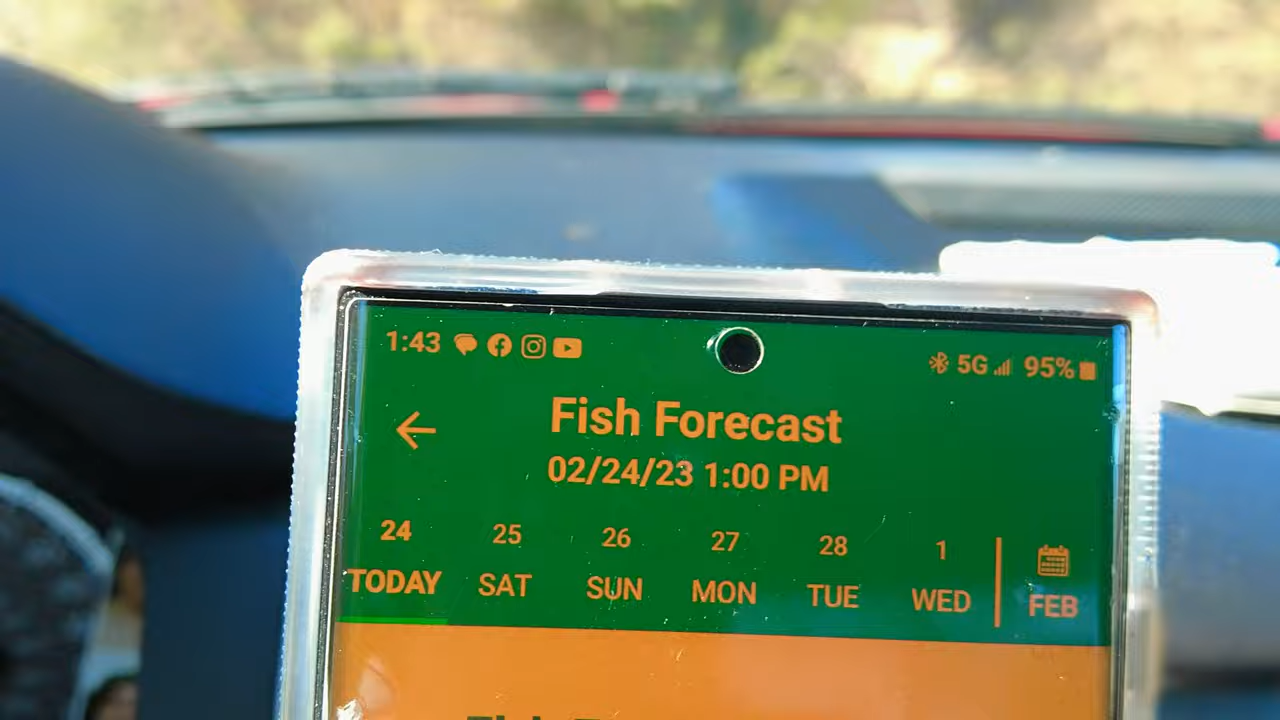 1:43 5G 95%
Fish Forecast
02/24/23 1:00 PM
24 25 26 27 28 1
TODAY SAT SUN MON TUE WED FEB